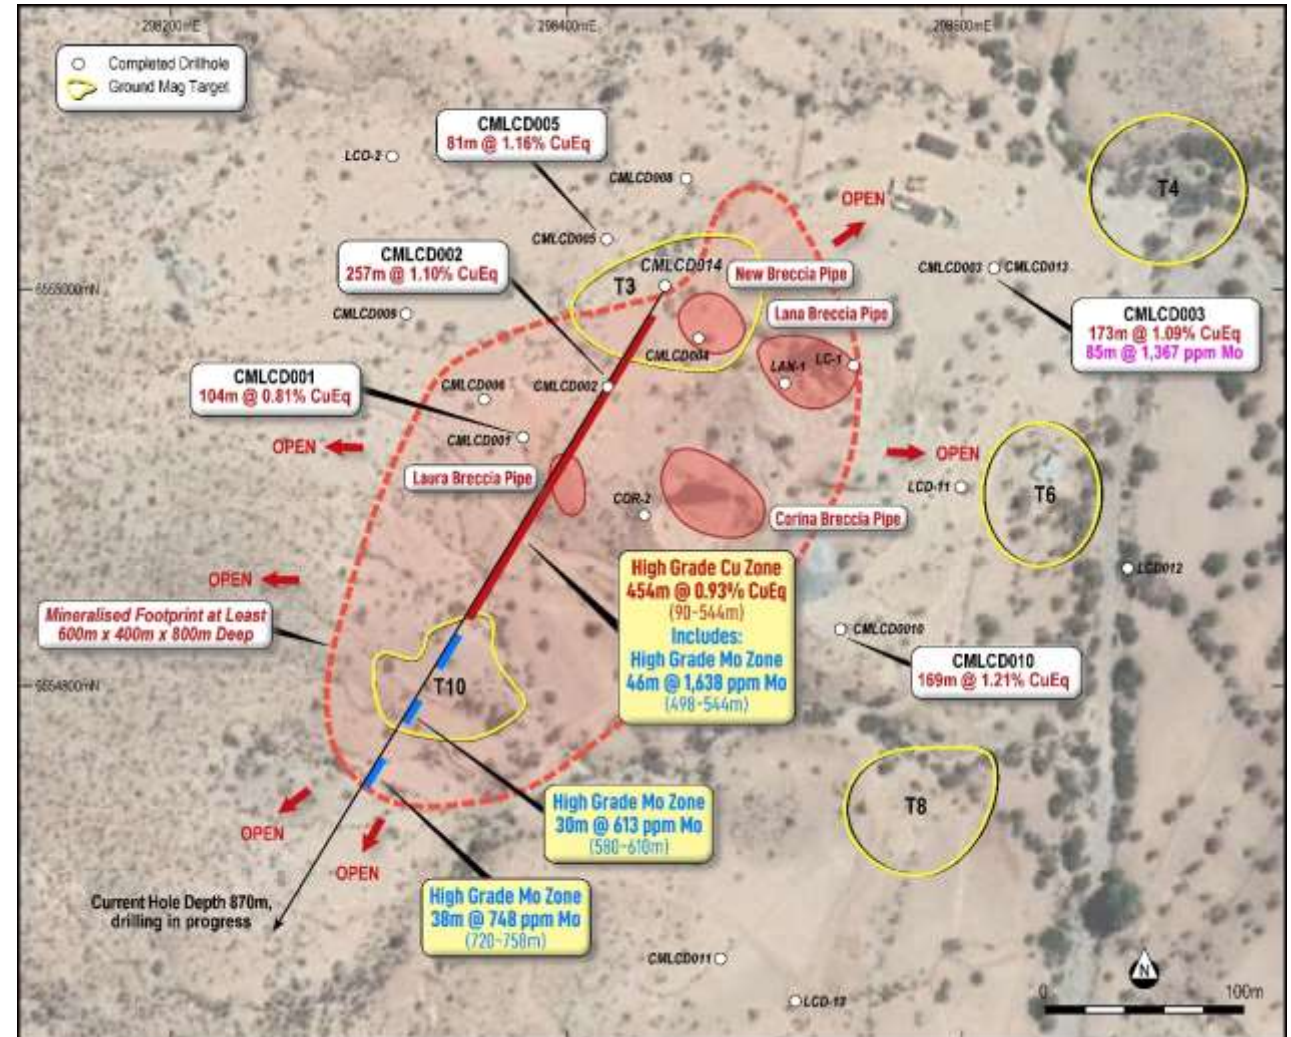 298200mE
298400mE
298600mE
Completed Drillhole
Ground Mag Target
CMLCD005
81m @ 1.16% CuEq
LCD-2
CMLCD008
T4
OPEN
CMLCD005
CMLCD002
257m @ 1.10% CuEq
CMLCD014
T3
New Breccia Pipe
CMLCD003
CMLCD013
6565000mN
CMLCD009
Lana Breccia Pipe
CMLCD003
173m @ 1.09% CuEq
85m @ 1,367 ppm Mo
CMLCD004
LAN-1
LC-1
CMLCD001
104m @ 0.81% CuEq
CMLCD006
CMLCD002
CMLCD001
OPEN
OPEN
Laura Breccia Pipe
COR-2
LCD-11
T6
Corina Breccia Pipe
OPEN
High Grade Cu Zone
454m @ 0.93% CuEq
(90-544m)
Includes:
High Grade Mo Zone
46m @ 1,638 ppm Mo
(498-544m)
LCD012
Mineralised Footprint at Least
600m x 400m x 800m Deep
CMLCD0010
CMLCD010
169m @ 1.21% CuEq
6564800mN
T10
High Grade Mo Zone
30m @ 613 ppm Mo
(580-610m)
T8
OPEN
OPEN
Current Hole Depth 870m,
drilling in progress
High Grade Mo Zone
38m @ 748 ppm Mo
(720-758m)
CMLCD011
LCD-13
N
0
100m